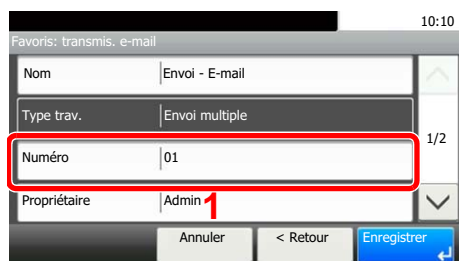 10:10
Favoris: transmis. e-mail
Nom Envoi - E-mail
Type trav. Envoi multiple
1/2
Numéro 01
Propriétaire Admin
1
Annuler < Retour Enregistrer